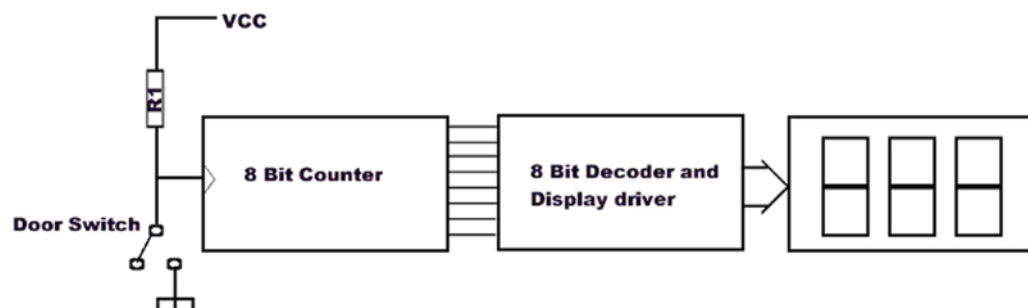 VCC
R1
8 Bit Counter
8 Bit Decoder and
Display driver
Door Switch